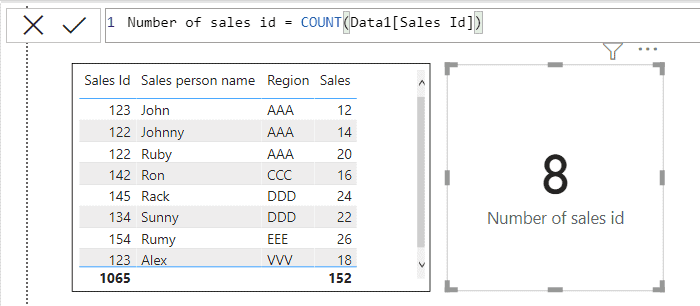 1 Number of sales id = COUNT(Data1[Sales Id])
Sales Id Sales person name Region Sales
123 John AAA 12
122 Johnny AAA 14
122 Ruby AAA 20
142 Ron CCC 16
145 Rack DDD 24
134 Sunny DDD 22
154 Rumy EEE 26
123 Alex VVV 18
1065 152
8
Number of sales id